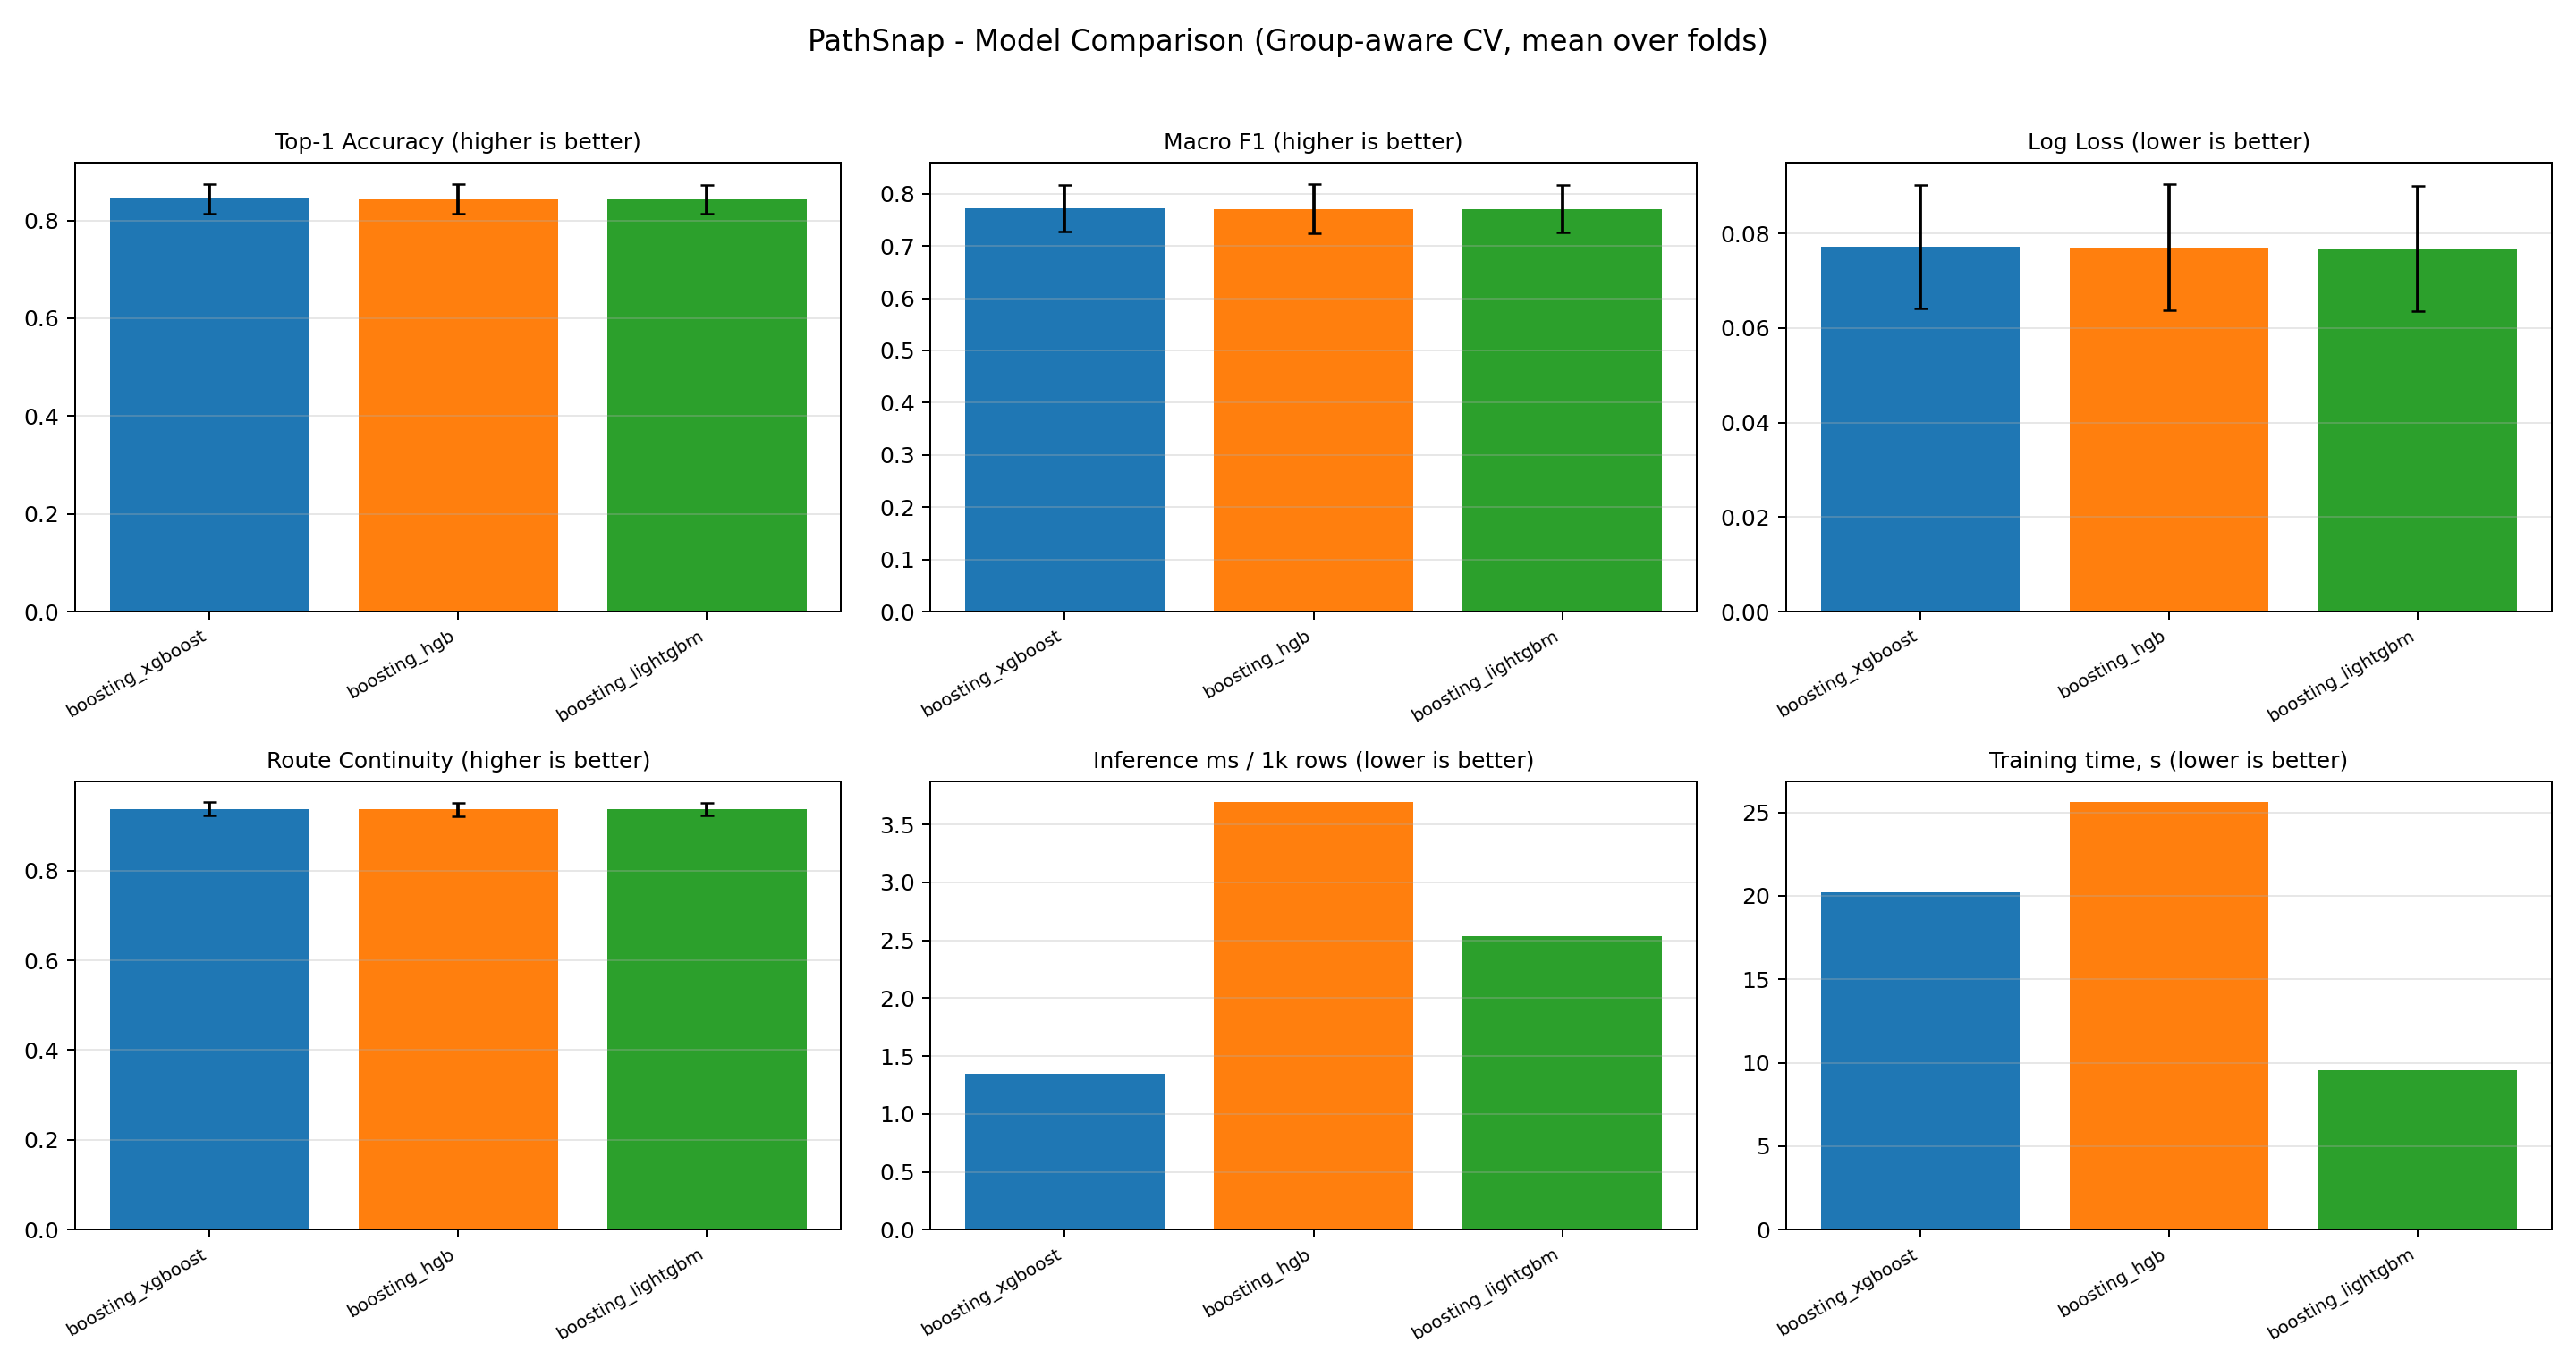 PathSnap - Model Comparison (Group-aware CV, mean over folds)
Top-1 Accuracy (higher is better)
0.8
0.6
0.4
0.2
0.0
boosting_xgboost
boosting_hgb
boosting_lightgbm
Macro F1 (higher is better)
0.8
0.7
0.6
0.5
0.4
0.3
0.2
0.1
0.0
boosting_xgboost
boosting_hgb
boosting_lightgbm
Log Loss (lower is better)
0.08
0.06
0.04
0.02
0.00
boosting_xgboost
boosting_hgb
boosting_lightgbm
Route Continuity (higher is better)
0.8
0.6
0.4
0.2
0.0
boosting_xgboost
boosting_hgb
boosting_lightgbm
Inference ms / 1k rows (lower is better)
3.5
3.0
2.5
2.0
1.5
1.0
0.5
0.0
boosting_xgboost
boosting_hgb
boosting_lightgbm
Training time, s (lower is better)
25
20
15
10
5
0
boosting_xgboost
boosting_hgb
boosting_lightgbm